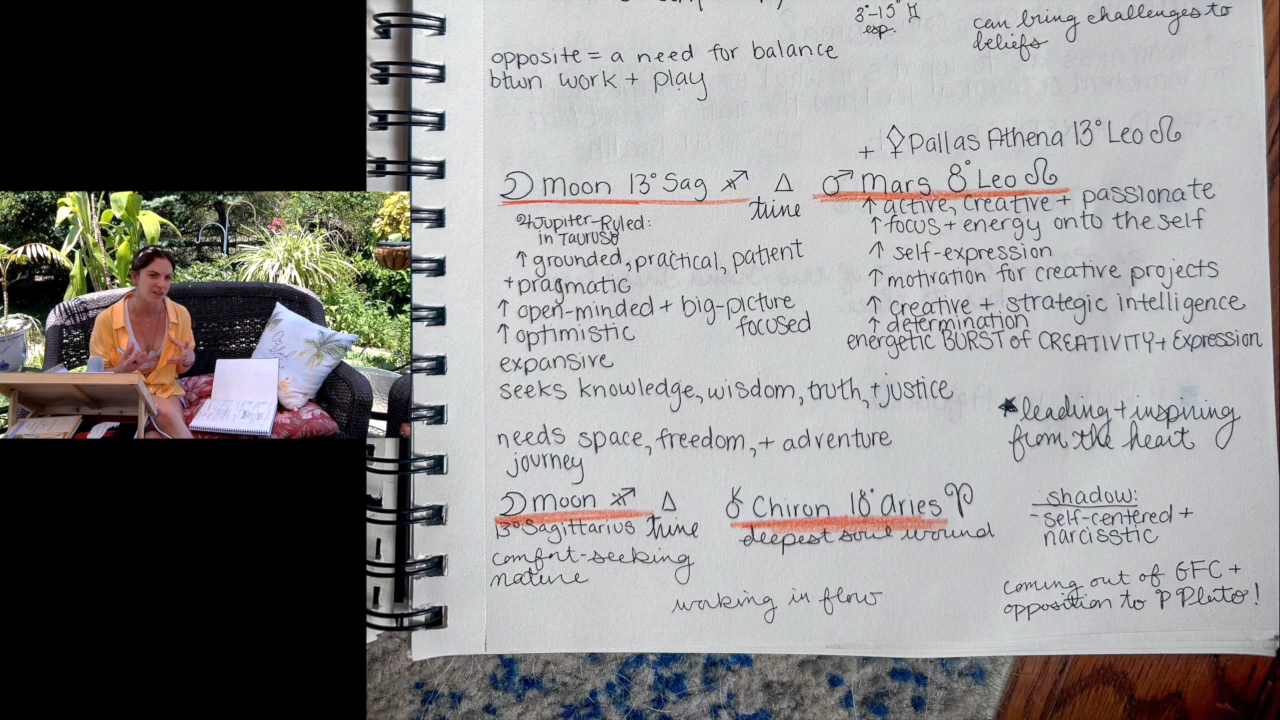 3°-15° ♊
esp.
can bring challenges to
beliefs
opposite = a need for balance
btwn work + play
+ ⚴ Pallas Athena 13° Leo ♌
☽ Moon 13° Sag ♐ △ trine ♂ Mars 8° Leo ♌
♃ Jupiter-Ruled:
in Taurus ♉
↑ grounded, practical, patient
+ pragmatic
↑ open-minded + big-picture
focused
↑ optimistic
expansive
seeks knowledge, wisdom, truth, + justice
needs space, freedom, + adventure
journey
↑ active, creative + passionate
↑ focus + energy onto the self
↑ self-expression
↑ motivation for creative projects
↑ creative + strategic intelligence
↑ determination
energetic BURST of CREATIVITY + Expression
★ leading + inspiring
from the heart
☽ Moon ♐ △ trine ⚷ Chiron 18° Aries ♈
13° Sagittarius
comfort-seeking
nature
deepest soul wound
working in flow
shadow:
- self-centered +
narcisstic
coming out of GFC +
opposition to Pluto!